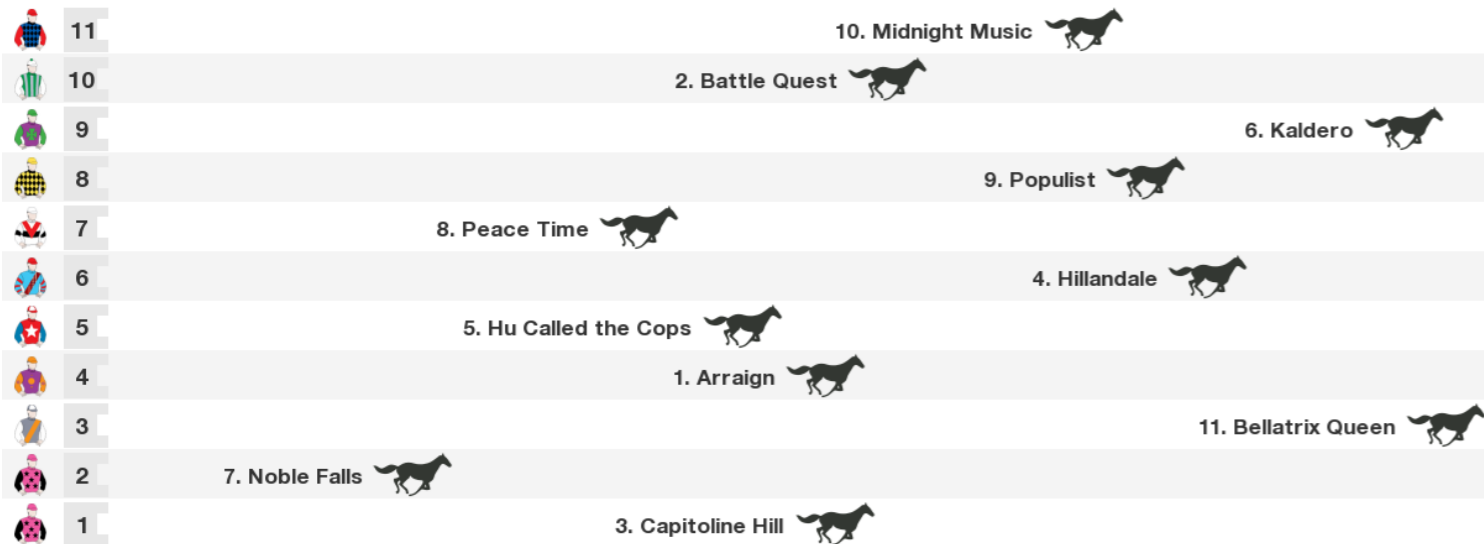 11 10. Midnight Music
10 2. Battle Quest
9 6. Kaldero
8 9. Populist
7 8. Peace Time
6 4. Hillandale
5 5. Hu Called the Cops
4 1. Arraign
3 11. Bellatrix Queen
2 7. Noble Falls
1 3. Capitoline Hill